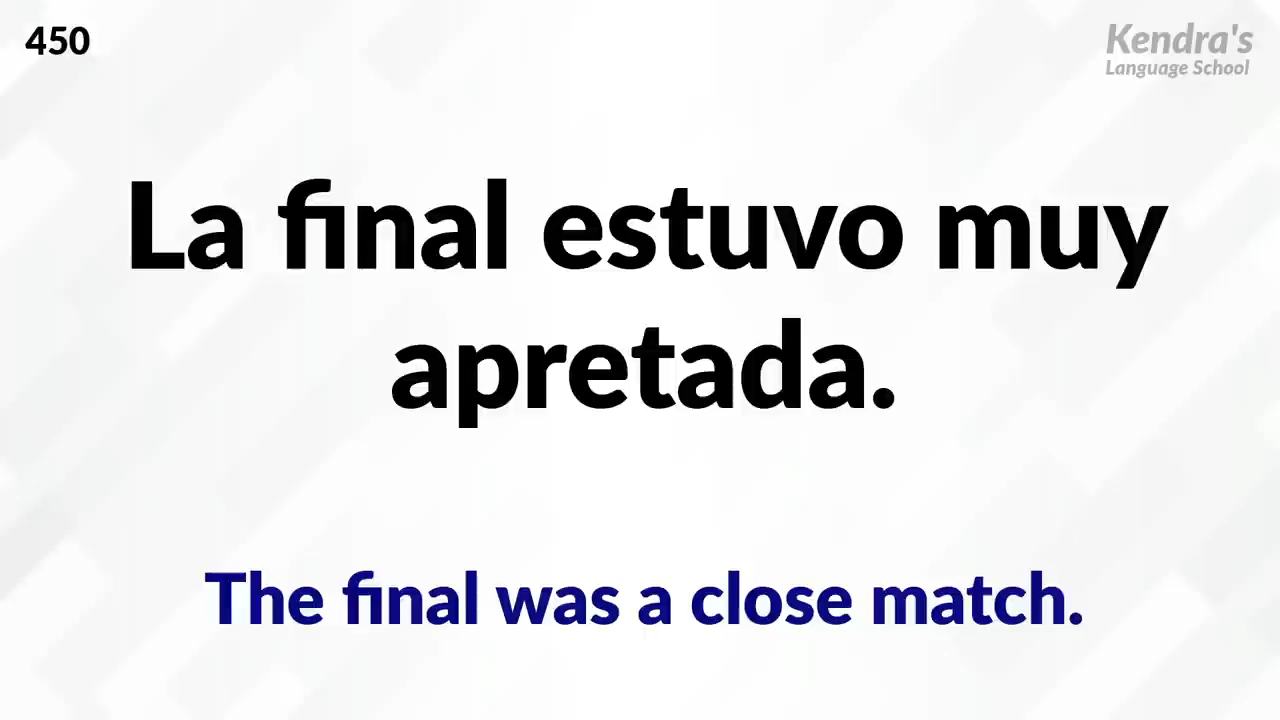 450
Kendra's
Language School
La final estuvo muy
apretada.
The final was a close match.